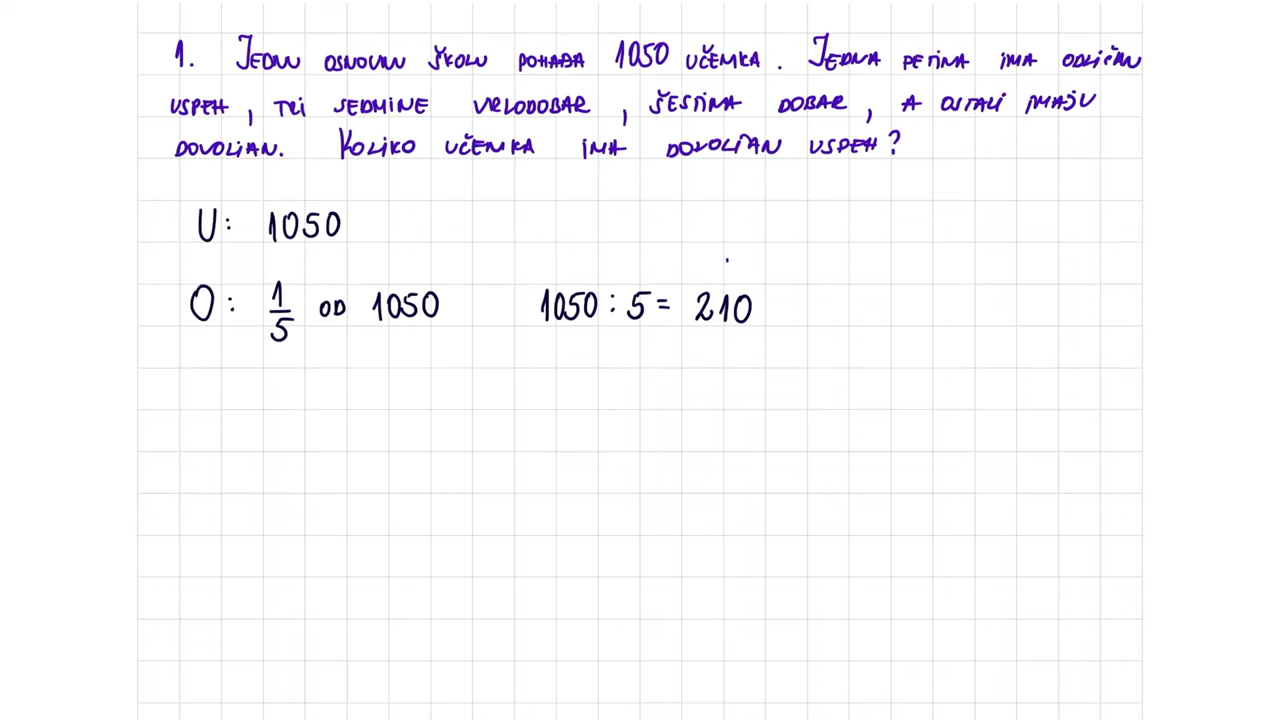 1. Jednu osnovnu školu pohađa 1050 učenika. Jedna petina ima odličan
uspeh, tri sedmine vrlodobar, šestina dobar, a ostali imaju
dovoljan. Koliko učenika ima dovoljan uspeh?
U: 1050
O: 1/5 od 1050 1050 : 5 = 210